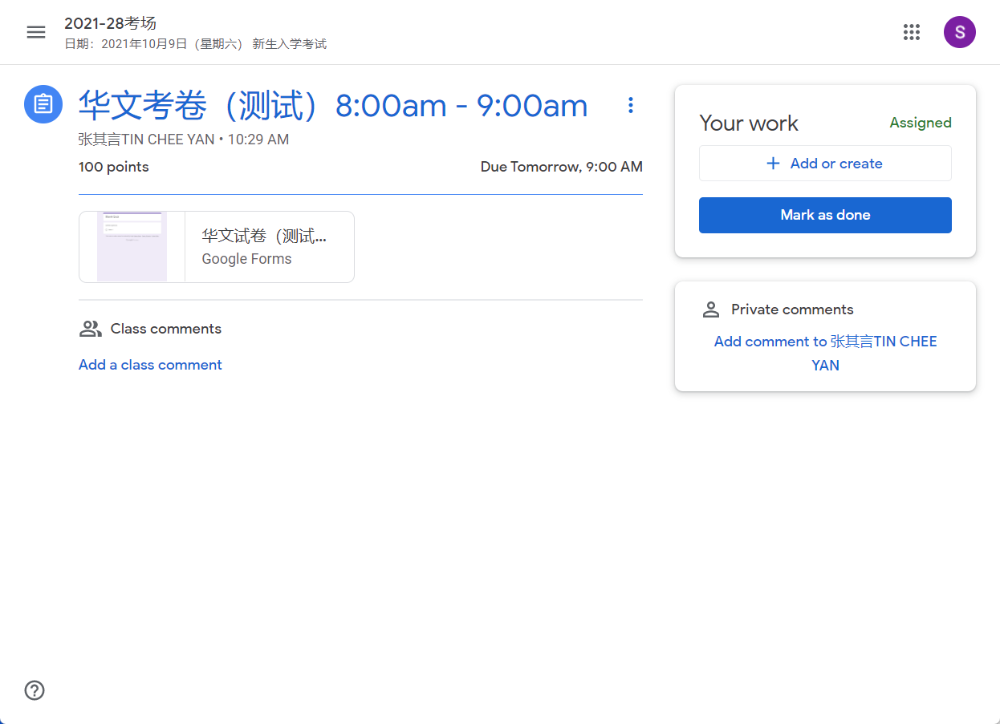 2021-28考场
日期：2021年10月9日（星期六） 新生入学考试
S
华文考卷（测试）8:00am - 9:00am
张其言TIN CHEE YAN • 10:29 AM
100 points
Due Tomorrow, 9:00 AM
华文试卷（测试...
Google Forms
Class comments
Add a class comment
Your work
Assigned
+ Add or create
Mark as done
Private comments
Add comment to 张其言TIN CHEE
YAN